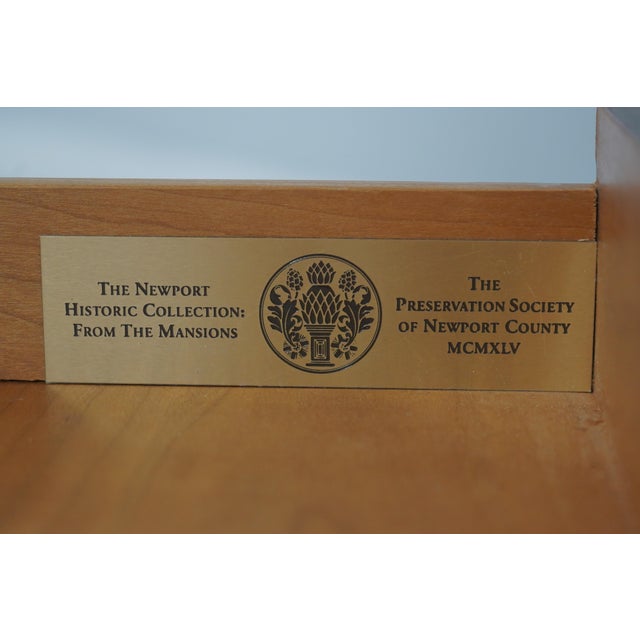 The Newport
Historic Collection:
From The Mansions
The
Preservation Society
of Newport County
MCMXLV